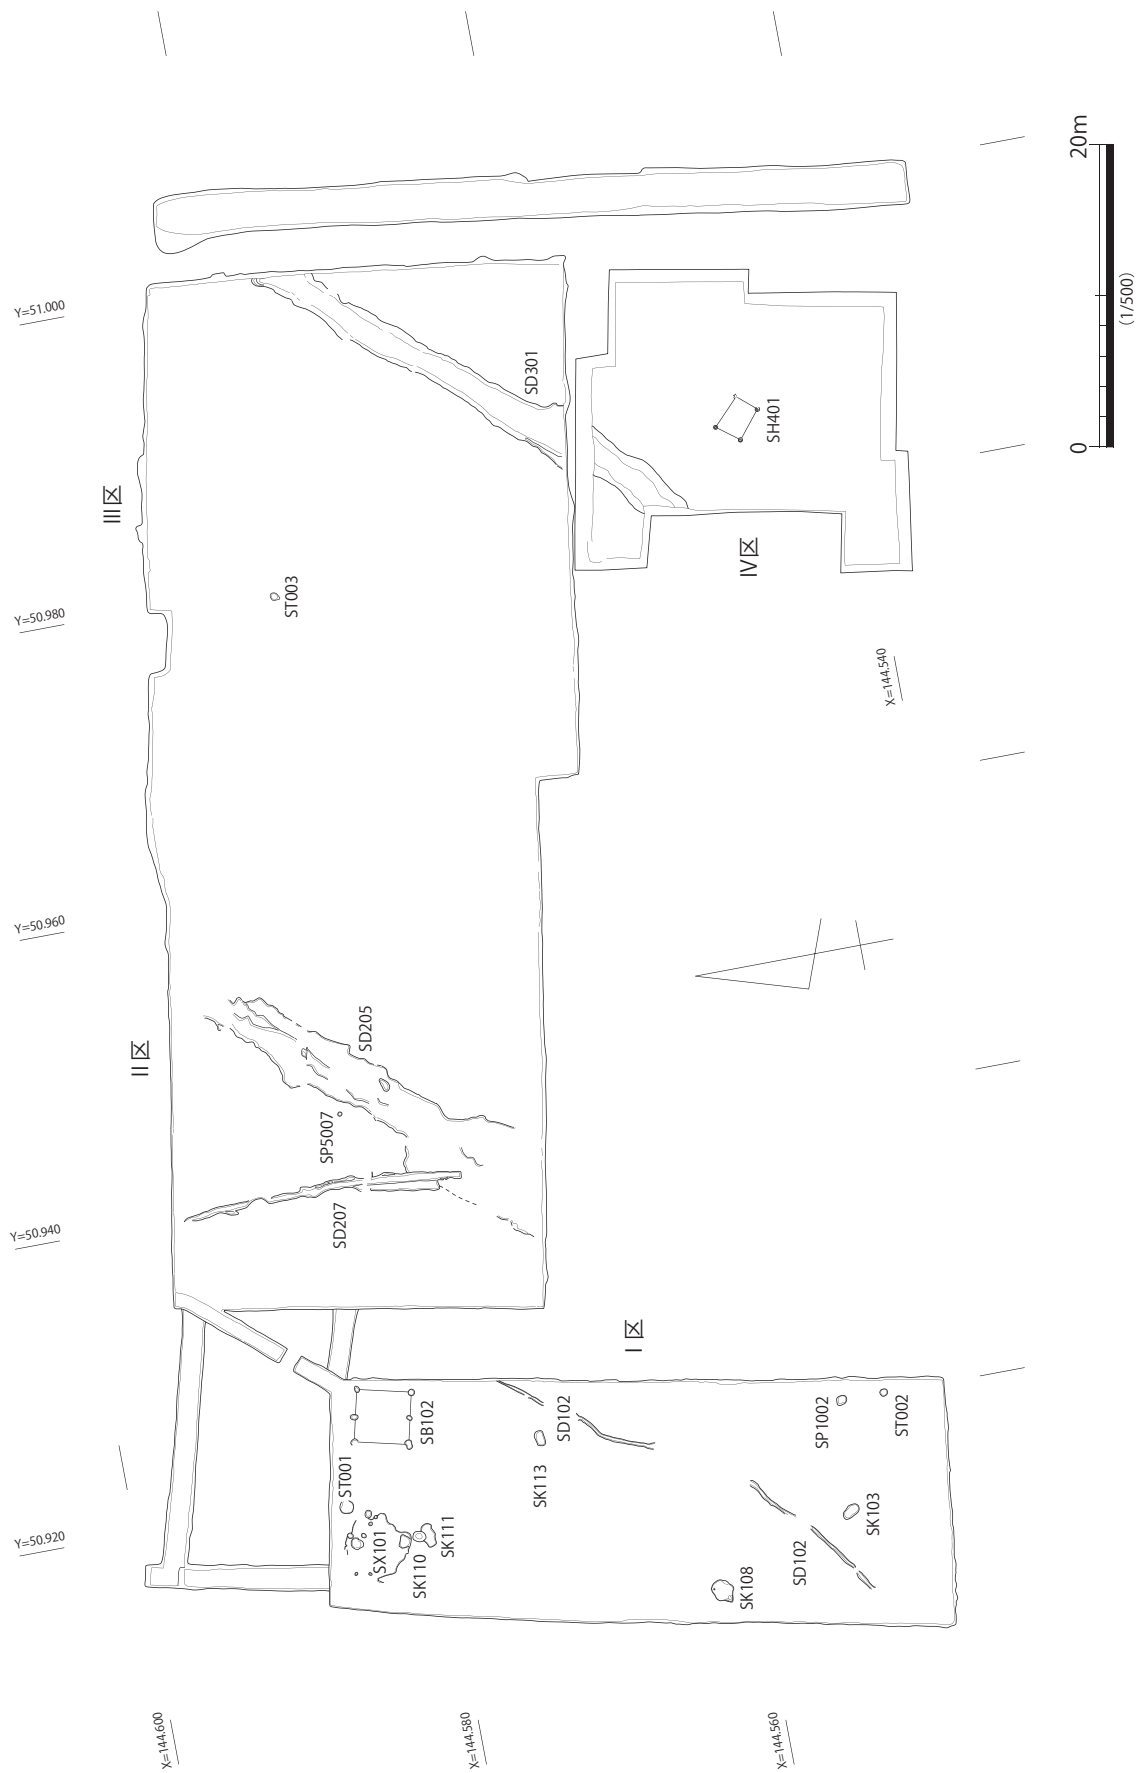 20m
0
(1/500)
Y=51.000
SD301
SH401
III区
IV区
Y=50.980
ST003
X=144.540
Y=50.960
II区
SD205
SP5007
SD207
Y=50.940
I区
SB102
SD102
SP1002
ST002
ST001
SK113
SK103
SX101
SK111
SK110
SD102
SK108
Y=50.920
X=144.600
X=144.580
X=144.560